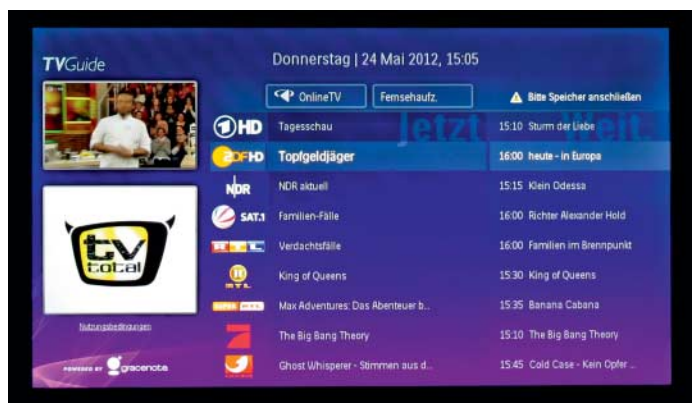 TVGuide
Donnerstag | 24 Mai 2012, 15:05
OnlineTV
Fernsehaufz.
Bitte Speicher anschließen
Jetzt
Weit.
1 HD
Tagesschau
15:10 Sturm der Liebe
ZDF HD
Topfgeldjäger
16:00 heute - in Europa
NDR
NDR aktuell
15:15 Klein Odessa
SAT.1
Familien-Fälle
16:00 Richter Alexander Hold
RTL
Verdachtsfälle
16:00 Familien im Brennpunkt
RTL
King of Queens
15:30 King of Queens
SUPER RTL
Max Adventures: Das Abenteuer b...
15:35 Banana Cabana
The Big Bang Theory
15:10 The Big Bang Theory
Ghost Whisperer - Stimmen aus d...
15:45 Cold Case - Kein Opfer ...
tv
total
Nutzungsbedingungen
POWERED BY gracenote